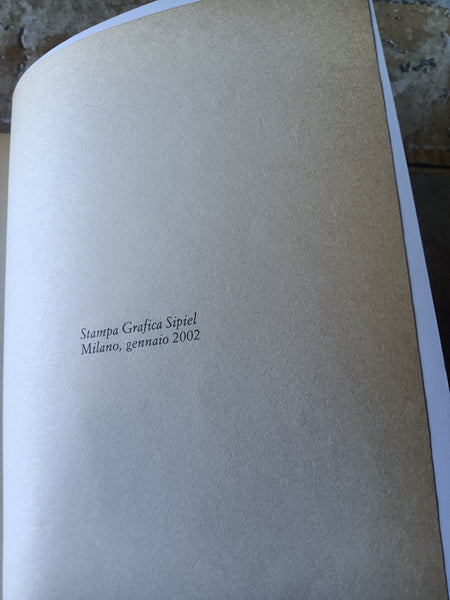 Stampa Grafica Sipiel
Milano, gennaio 2002